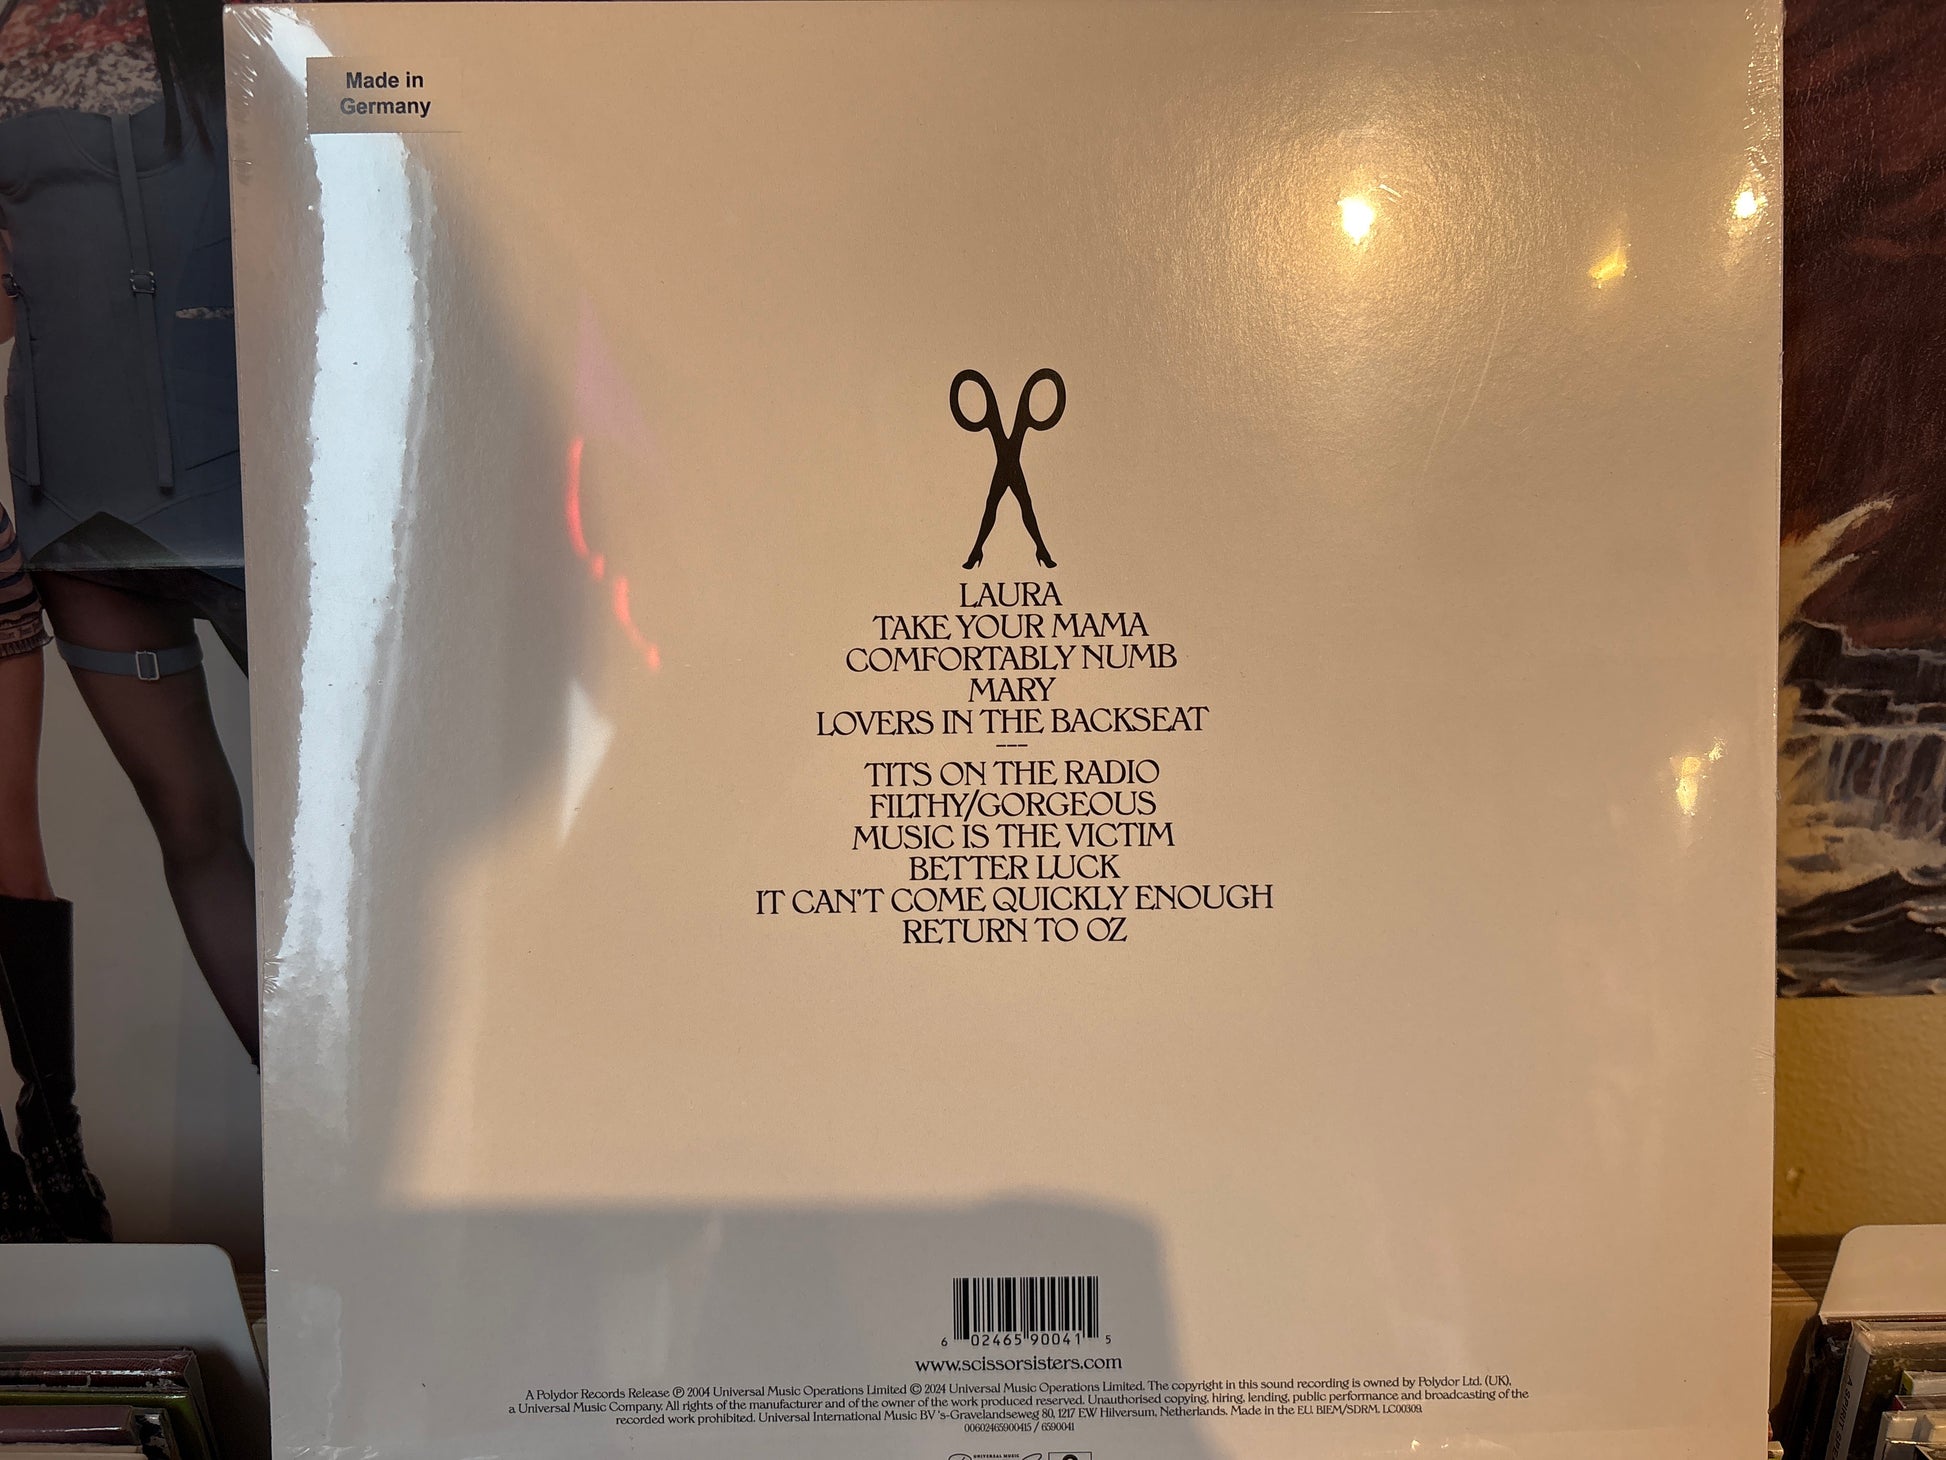 Made in
Germany
LAURA
TAKE YOUR MAMA
COMFORTABLY NUMB
MARY
LOVERS IN THE BACKSEAT
---
TITS ON THE RADIO
FILTHY/GORGEOUS
MUSIC IS THE VICTIM
BETTER LUCK
IT CAN'T COME QUICKLY ENOUGH
RETURN TO OZ
6 02465 90041 5
www.scissorsisters.com
A Polydor Records Release ℗ 2004 Universal Music Operations Limited © 2024 Universal Music Operations Limited. The copyright in this sound recording is owned by Polydor Ltd. (UK),
a Universal Music Company. All rights of the manufacturer and of the owner of the work produced reserved. Unauthorised copying, hiring, lending, public performance and broadcasting of the
recorded work prohibited. Universal International Music BV 's-Gravelandseweg 80, 1217 EW Hilversum, Netherlands. Made in the EU. BIEM/SDRM. LC00309.
00602465900415 / 6590041
UNIVERSAL MUSIC